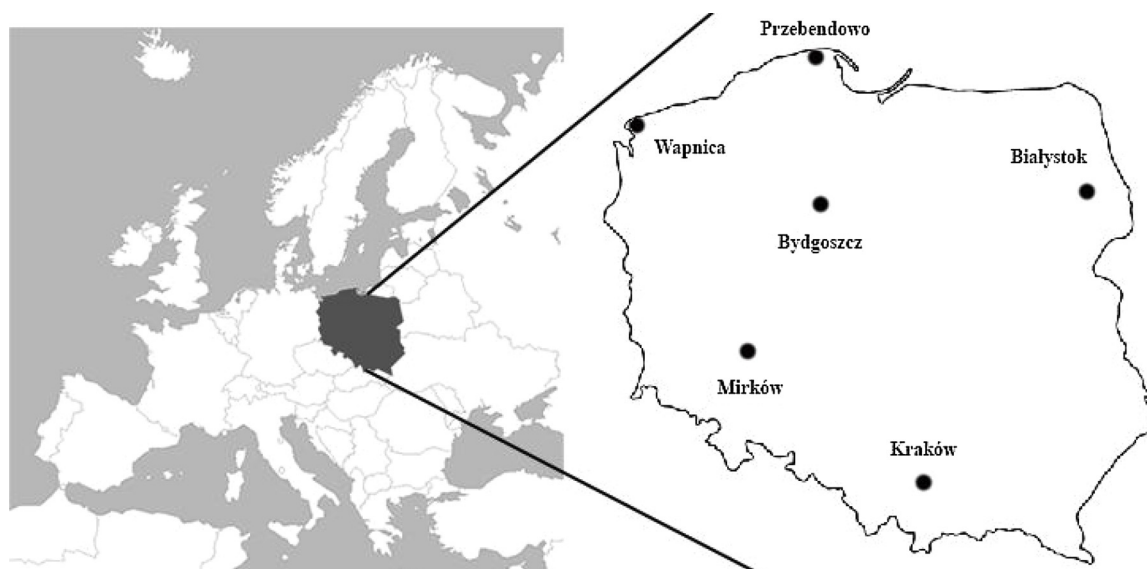 Przebendowo
Wapnica
Białystok
Bydgoszcz
Mirków
Kraków